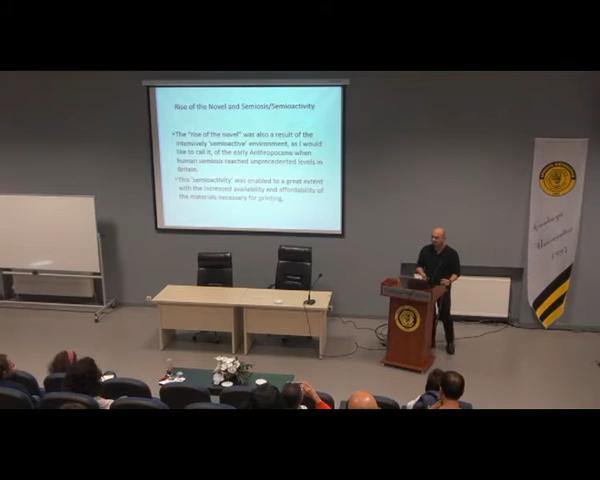 Rise of the Novel and Semiosis/Semioactivity
•The "rise of the novel" was also a result of the
intensively 'semioactive' environment, as I would
like to call it, of the early Anthropocene when
human semiosis reached unprecedented levels in
Britain.
•This 'semioactivity' was enabled to a great extent
with the increased availability and affordability of
the materials necessary for printing.
Üniversitesi